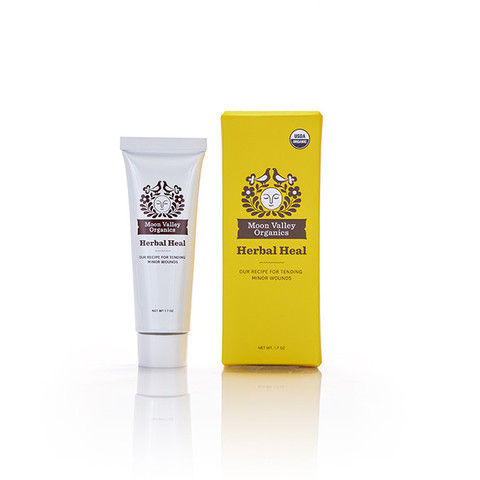 Moon Valley
Organics
Herbal Heal
OUR RECIPE FOR TENDING
MINOR WOUNDS
NET WT 1.7 OZ
USDA
ORGANIC
Moon Valley
Organics
Herbal Heal
OUR RECIPE FOR TENDING
MINOR WOUNDS
NET WT. 1.7 OZ